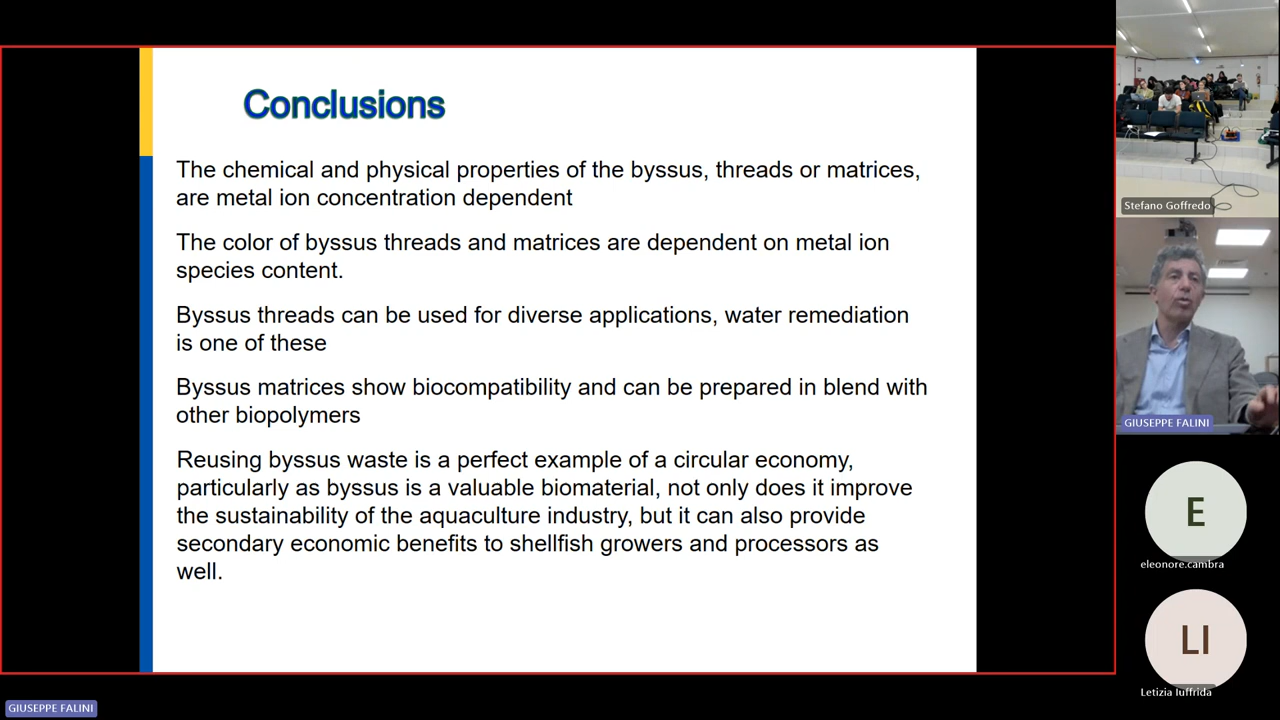 Conclusions
The chemical and physical properties of the byssus, threads or matrices,
are metal ion concentration dependent
The color of byssus threads and matrices are dependent on metal ion
species content.
Byssus threads can be used for diverse applications, water remediation
is one of these
Byssus matrices show biocompatibility and can be prepared in blend with
other biopolymers
Reusing byssus waste is a perfect example of a circular economy,
particularly as byssus is a valuable biomaterial, not only does it improve
the sustainability of the aquaculture industry, but it can also provide
secondary economic benefits to shellfish growers and processors as
well.
Stefano Goffredo
GIUSEPPE FALINI
E
eleonore.cambra
LI
Letizia Iuffrida
GIUSEPPE FALINI